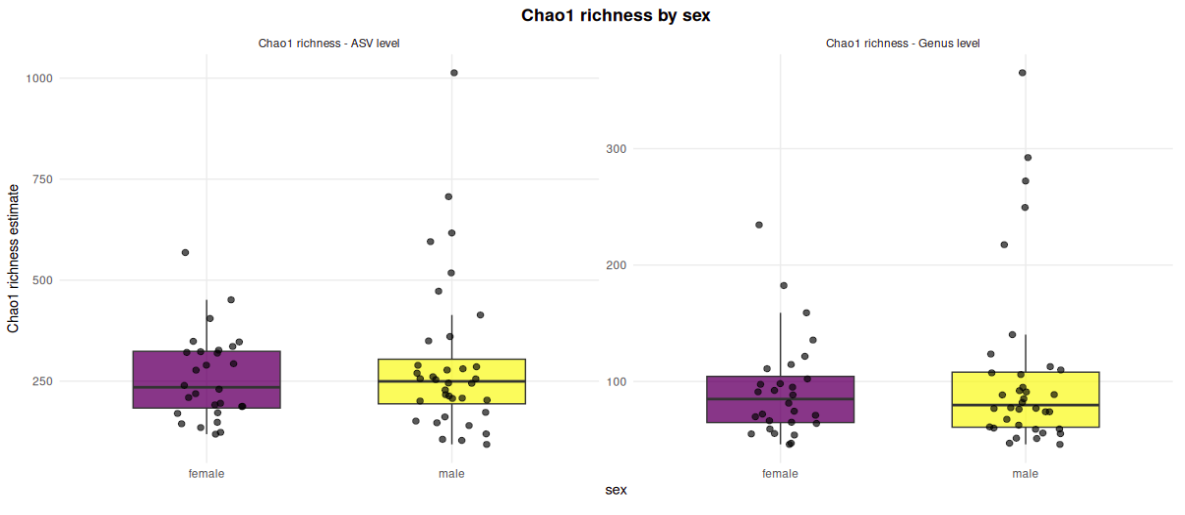 Chao1 richness by sex
Chao1 richness - ASV level
Chao1 richness - Genus level
Chao1 richness estimate
1000
750
500
250
300
200
100
female
male
female
male
sex